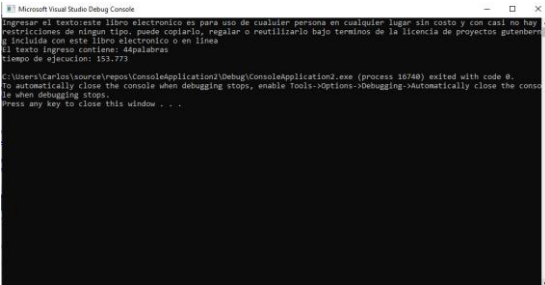 Microsoft Visual Studio Debug Console
Ingresar el texto:este libro electronico es para uso de cualuier persona en cualquier lugar sin costo y con casi no hay
restricciones de ningun tipo. puede copiarlo, regalar o reutilizarlo bajo terminos de la licencia de proyectos gutenber
g incluida con este libro electronico o en linea
El texto ingreso contiene: 44palabras
tiempo de ejecucion: 153.773
C:\Users\Carlos\source\repos\ConsoleApplication2\Debug\ConsoleApplication2.exe (process 16740) exited with code 0.
To automatically close the console when debugging stops, enable Tools->Options->Debugging->Automatically close the conso
le when debugging stops.
Press any key to close this window . . .